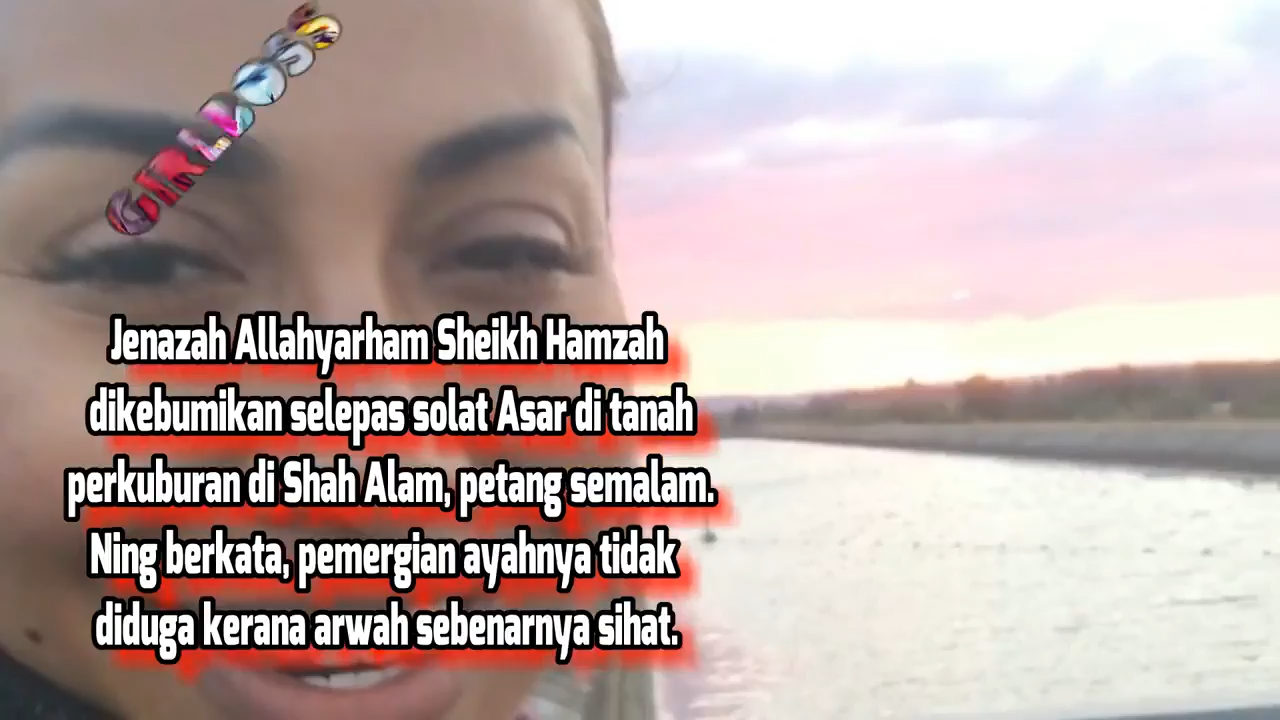 GIRLBOSS
Jenazah Allahyarham Sheikh Hamzah
dikebumikan selepas solat Asar di tanah
perkuburan di Shah Alam, petang semalam.
Ning berkata, pemergian ayahnya tidak
diduga kerana arwah sebenarnya sihat.